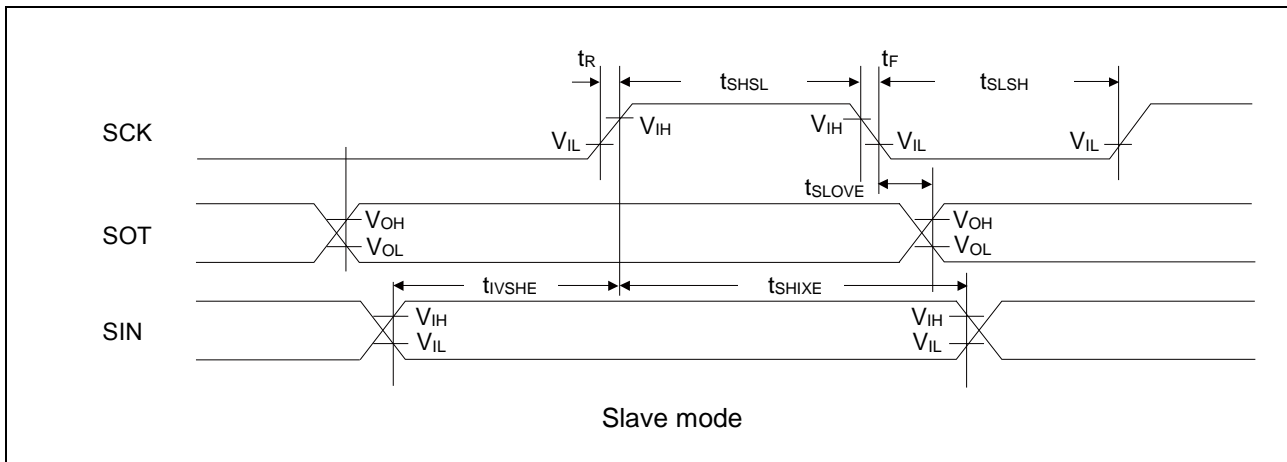 tR tSHSL tF tSLSH
SCK VIL VIH VIH VIL VIL
tSLOVE
SOT VOH VOL VOH VOL
tIVSHE tSHIXE
SIN VIH VIL VIH VIL
Slave mode